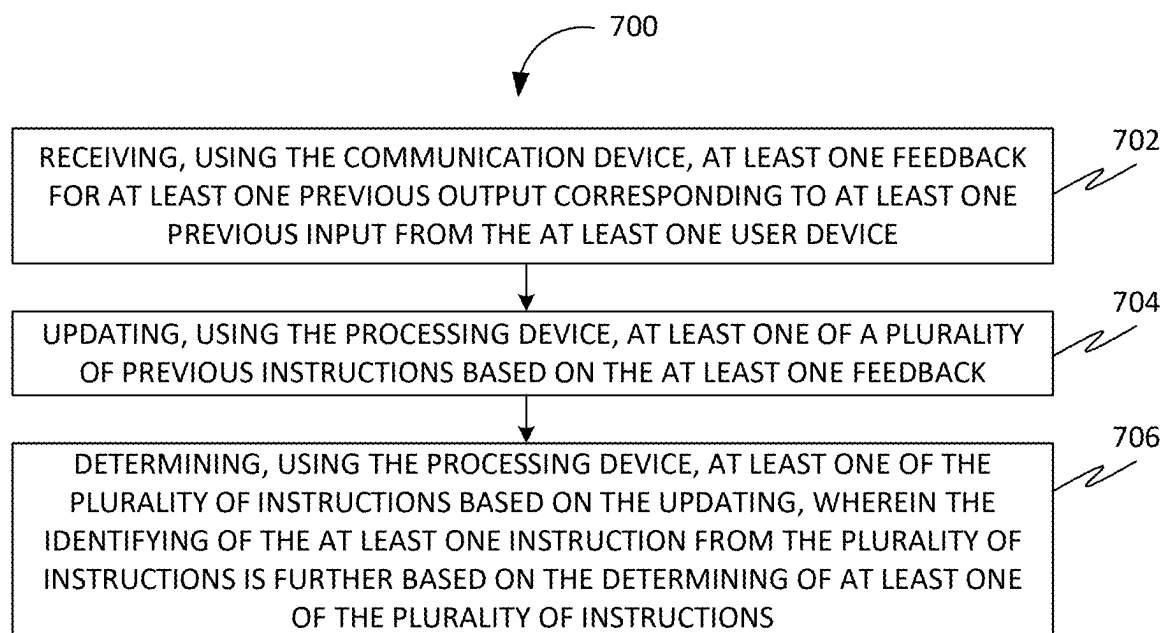 700
702
RECEIVING, USING THE COMMUNICATION DEVICE, AT LEAST ONE FEEDBACK
FOR AT LEAST ONE PREVIOUS OUTPUT CORRESPONDING TO AT LEAST ONE
PREVIOUS INPUT FROM THE AT LEAST ONE USER DEVICE
704
UPDATING, USING THE PROCESSING DEVICE, AT LEAST ONE OF A PLURALITY
OF PREVIOUS INSTRUCTIONS BASED ON THE AT LEAST ONE FEEDBACK
706
DETERMINING, USING THE PROCESSING DEVICE, AT LEAST ONE OF THE
PLURALITY OF INSTRUCTIONS BASED ON THE UPDATING, WHEREIN THE
IDENTIFYING OF THE AT LEAST ONE INSTRUCTION FROM THE PLURALITY OF
INSTRUCTIONS IS FURTHER BASED ON THE DETERMINING OF AT LEAST ONE
OF THE PLURALITY OF INSTRUCTIONS